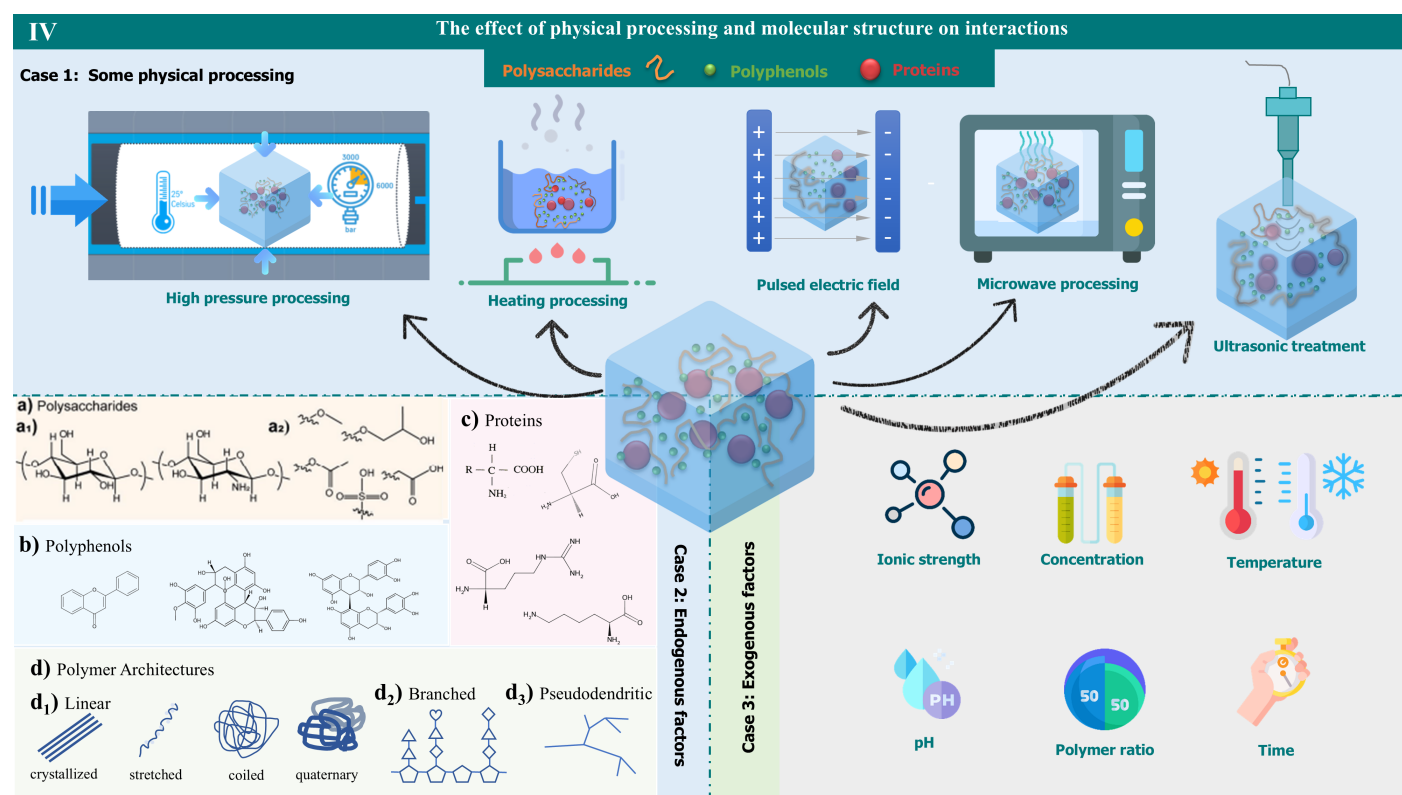 IV
The effect of physical processing and molecular structure on interactions
Case 1: Some physical processing
Polysaccharides
Polyphenols
Proteins
25°
Celsius
3000
6000
bar
High pressure processing
Heating processing
+ -
+ -
+ -
+ -
+ -
+ -
Pulsed electric field
Microwave processing
Ultrasonic treatment
a) Polysaccharides
a₁)
a₂)
b) Polyphenols
c) Proteins
H
R - C - COOH
NH₂
d) Polymer Architectures
d₁) Linear
crystallized
stretched
coiled
quaternary
d₂) Branched
d₃) Pseudodendritic
Case 2: Endogenous factors
Case 3: Exogenous factors
Ionic strength
Concentration
Temperature
PH
pH
50
50
Polymer ratio
Time